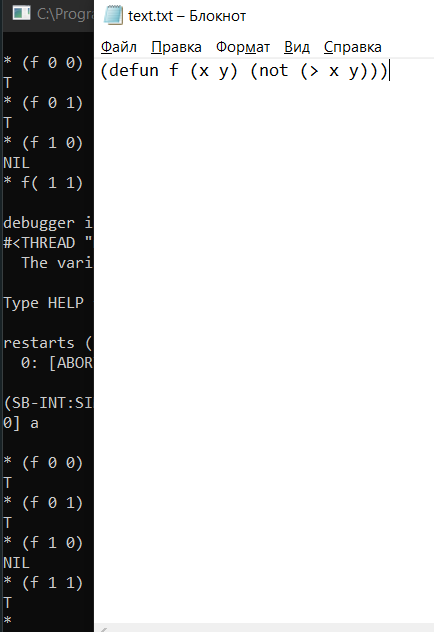 C:\Progra
* (f 0 0)
T
* (f 0 1)
T
* (f 1 0)
NIL
* f( 1 1)
debugger i
#<THREAD "
The vari
Type HELP
restarts (
0: [ABOR
(SB-INT:SI
0] a
* (f 0 0)
T
* (f 0 1)
T
* (f 1 0)
NIL
* (f 1 1)
T
*
text.txt – Блокнот
Файл Правка Формат Вид Справка
(defun f (x y) (not (> x y)))